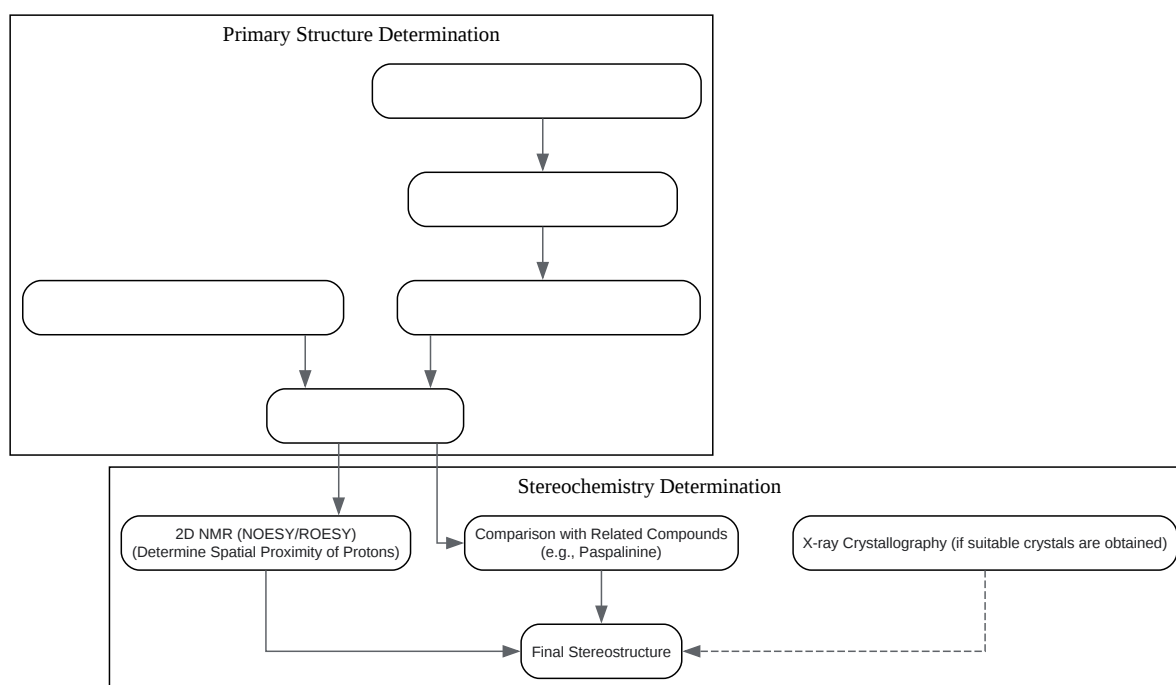 Primary Structure Determination
Stereochemistry Determination
2D NMR (NOESY/ROESY)
(Determine Spatial Proximity of Protons)
Comparison with Related Compounds
(e.g., Paspalinine)
X-ray Crystallography (if suitable crystals are obtained)
Final Stereostructure